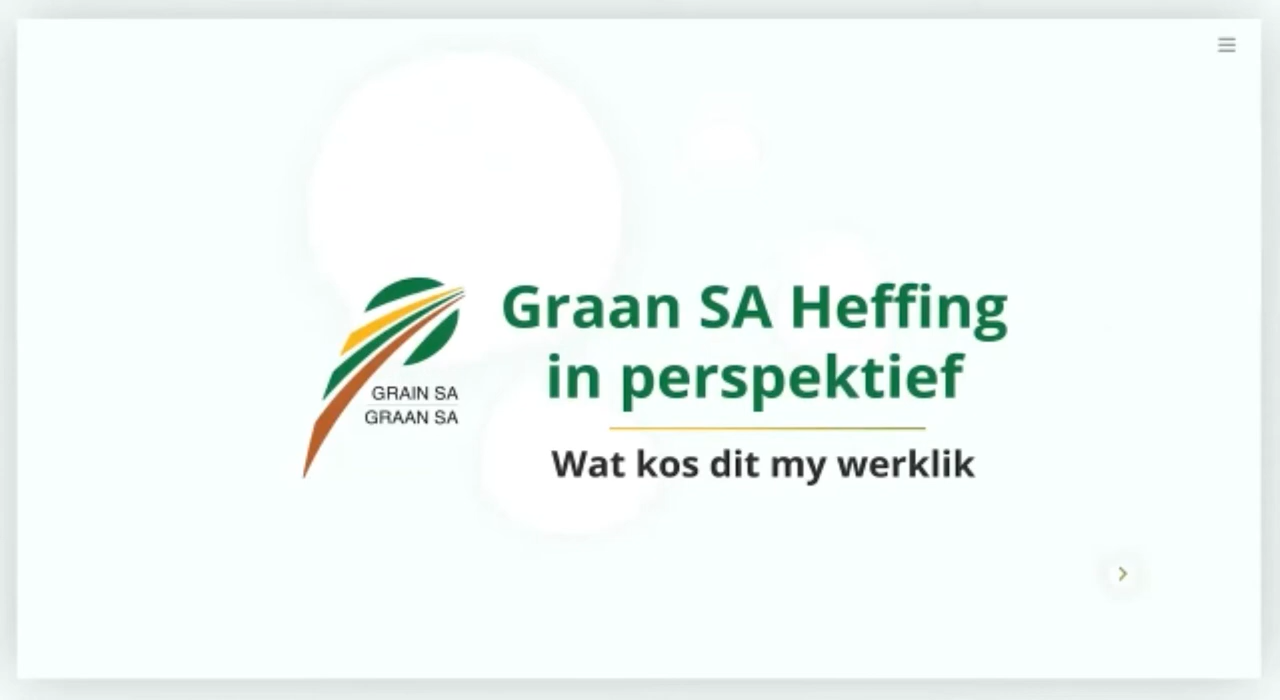 GRAIN SA
GRAAN SA
Graan SA Heffing
in perspektief
Wat kos dit my werklik